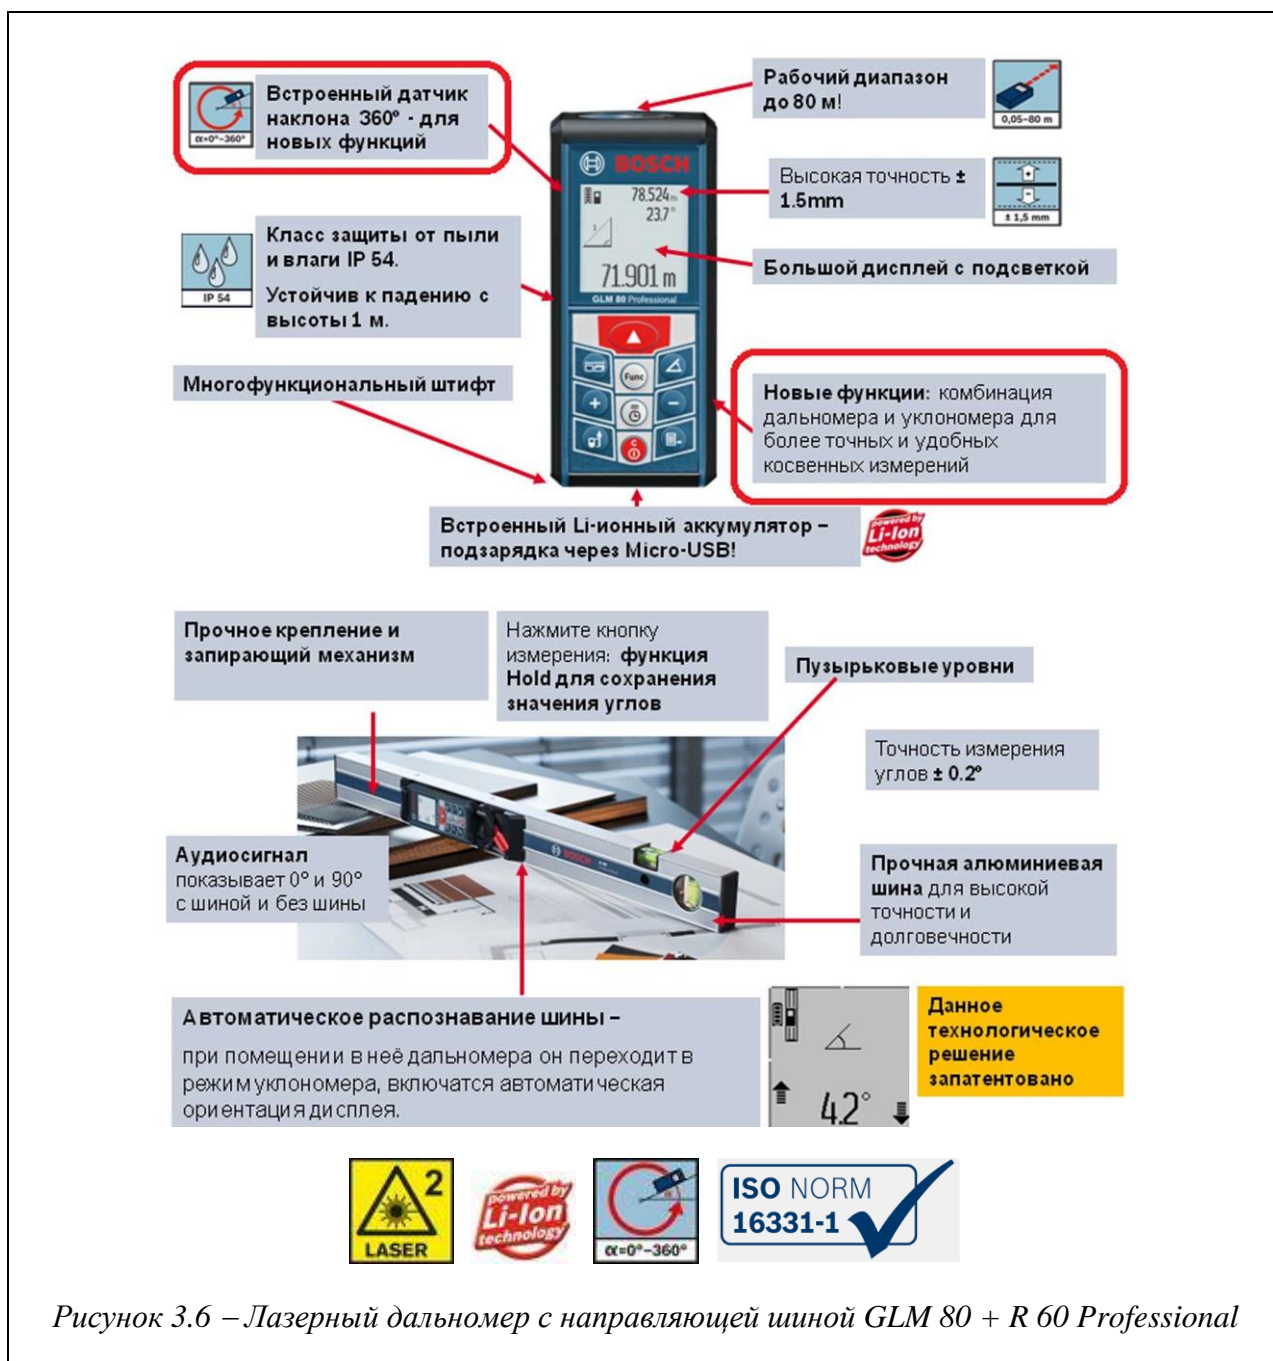 Встроенный датчик
наклона 360° - для
новых функций
α=0°-360°
Рабочий диапазон
до 80 м!
0,05-80 m
BOSCH
78.524 m
23.7°
71.901 m
GLM 80 Professional
Func
Высокая точность ±
1.5mm
± 1,5 mm
Класс защиты от пыли
и влаги IP 54.
Устойчив к падению с
высоты 1 м.
IP 54
Большой дисплей с подсветкой
Многофункциональный штифт
Новые функции: комбинация
дальномера и уклономера для
более точных и удобных
косвенных измерений
Встроенный Li-ионный аккумулятор –
подзарядка через Micro-USB!
powered by
Li-Ion
technology
Прочное крепление и
запирающий механизм
Нажмите кнопку
измерения: функция
Hold для сохранения
значения углов
Пузырьковые уровни
Точность измерения
углов ± 0.2°
Аудиосигнал
показывает 0° и 90°
с шиной и без шины
BOSCH
Прочная алюминиевая
шина для высокой
точности и
долговечности
Автоматическое распознавание шины –
при помещении в неё дальномера он переходит в
режим уклономера, включатся автоматическая
ориентация дисплея.
4.2°
Данное
технологическое
решение
запатентовано
2
LASER
powered by
Li-Ion
technology
α=0°-360°
ISO NORM
16331-1
Рисунок 3.6 – Лазерный дальномер с направляющей шиной GLM 80 + R 60 Professional